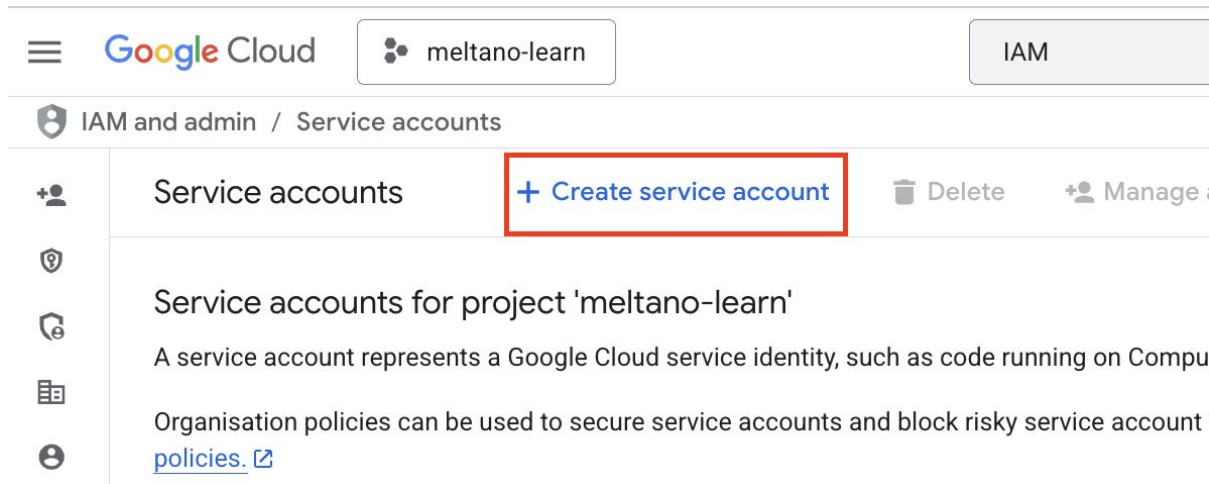 Google Cloud meltano-learn IAM
IAM and admin / Service accounts
Service accounts + Create service account Delete Manage
Service accounts for project 'meltano-learn'
A service account represents a Google Cloud service identity, such as code running on Compu
Organisation policies can be used to secure service accounts and block risky service account
policies.